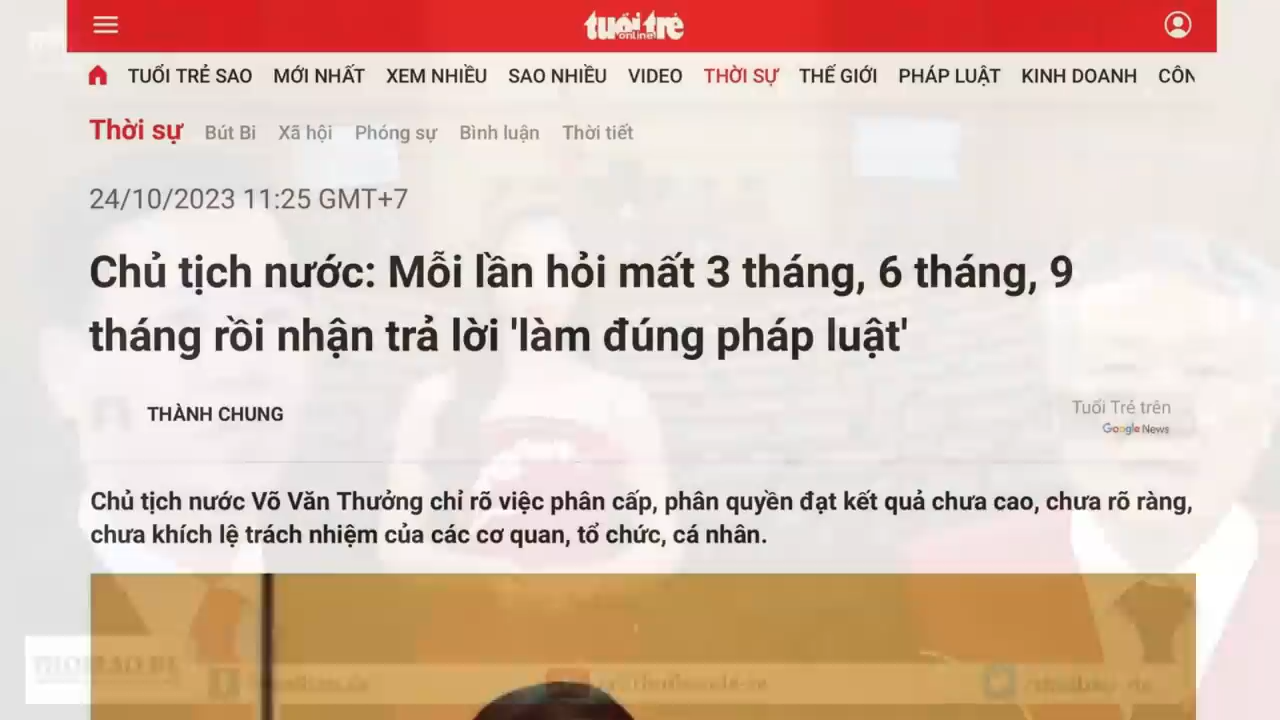 tuổi trẻ
online
TUỔI TRẺ SAO MỚI NHẤT XEM NHIỀU SAO NHIỀU VIDEO THỜI SỰ THẾ GIỚI PHÁP LUẬT KINH DOANH CÔN
Thời sự Bút Bi Xã hội Phóng sự Bình luận Thời tiết
24/10/2023 11:25 GMT+7
Chủ tịch nước: Mỗi lần hỏi mất 3 tháng, 6 tháng, 9
tháng rồi nhận trả lời 'làm đúng pháp luật'
THÀNH CHUNG
Tuổi Trẻ trên
Google News
Chủ tịch nước Võ Văn Thưởng chỉ rõ việc phân cấp, phân quyền đạt kết quả chưa cao, chưa rõ ràng,
chưa khích lệ trách nhiệm của các cơ quan, tổ chức, cá nhân.